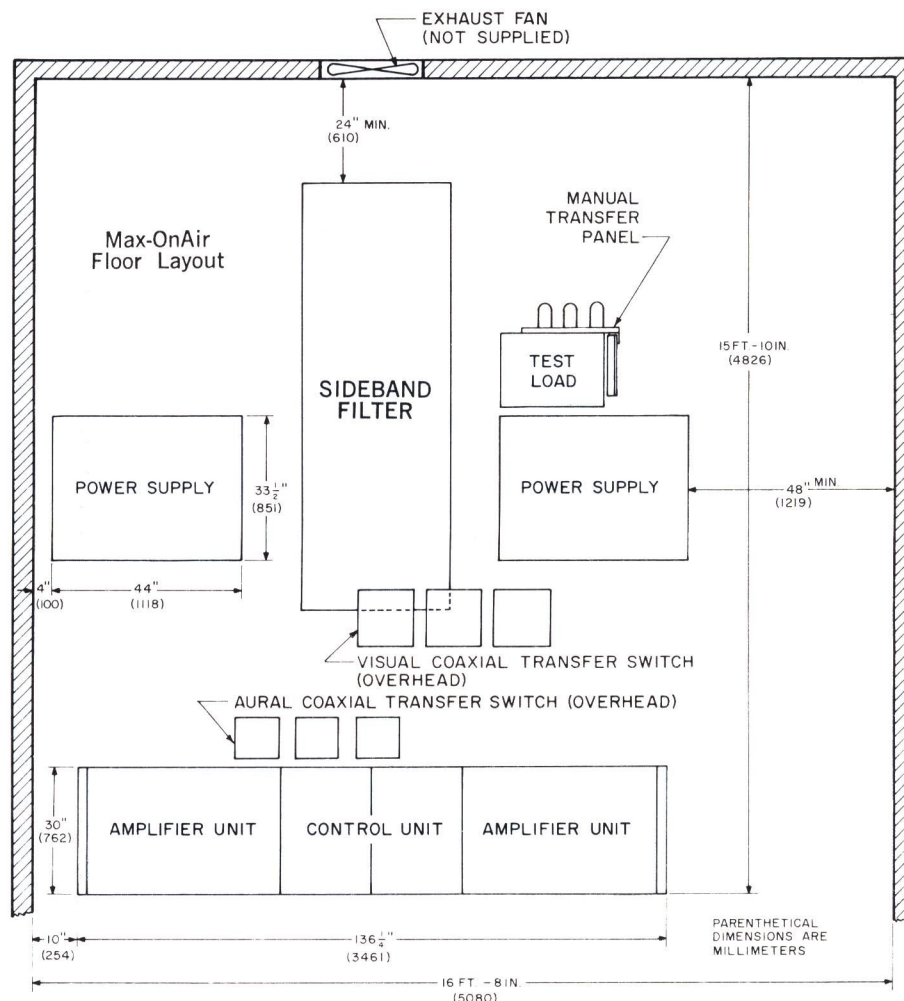 EXHAUST FAN
(NOT SUPPLIED)
24" MIN.
(610)
Max-OnAir
Floor Layout
MANUAL
TRANSFER
PANEL
15 FT.-10 IN.
(4826)
TEST
LOAD
SIDEBAND
FILTER
POWER SUPPLY
33 1/2"
(851)
POWER SUPPLY
48" MIN.
(1219)
4"
(100)
44"
(1118)
VISUAL COAXIAL TRANSFER SWITCH
(OVERHEAD)
AURAL COAXIAL TRANSFER SWITCH (OVERHEAD)
30"
(762)
AMPLIFIER UNIT
CONTROL UNIT
AMPLIFIER UNIT
10"
(254)
136 1/4"
(3461)
PARENTHETICAL
DIMENSIONS ARE
MILLIMETERS
16 FT. -8 IN.
(5080)